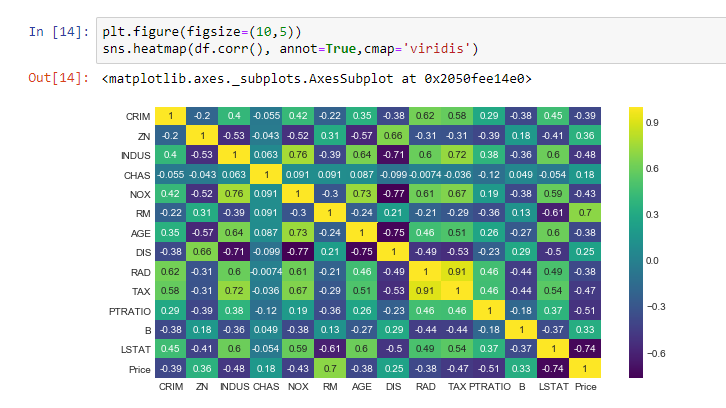 In [14]: plt.figure(figsize=(10,5))
sns.heatmap(df.corr(), annot=True,cmap='viridis')
Out[14]: <matplotlib.axes._subplots.AxesSubplot at 0x2050fee14e0>
CRIM 1 -0.2 0.4 -0.055 0.42 -0.22 0.35 -0.38 0.62 0.58 0.29 -0.38 0.45 -0.39
ZN -0.2 1 -0.53 -0.043 -0.52 0.31 -0.57 0.66 -0.31 -0.31 -0.39 0.18 -0.41 0.36
INDUS 0.4 -0.53 1 0.063 0.76 -0.39 0.64 -0.71 0.6 0.72 0.38 -0.36 0.6 -0.48
CHAS -0.055 -0.043 0.063 1 0.091 0.091 0.087 -0.099 -0.0074 -0.036 -0.12 0.049 -0.054 0.18
NOX 0.42 -0.52 0.76 0.091 1 -0.3 0.73 -0.77 0.61 0.67 0.19 -0.38 0.59 -0.43
RM -0.22 0.31 -0.39 0.091 -0.3 1 -0.24 0.21 -0.21 -0.29 -0.36 0.13 -0.61 0.7
AGE 0.35 -0.57 0.64 0.087 0.73 -0.24 1 -0.75 0.46 0.51 0.26 -0.27 0.6 -0.38
DIS -0.38 0.66 -0.71 -0.099 -0.77 0.21 -0.75 1 -0.49 -0.53 -0.23 0.29 -0.5 0.25
RAD 0.62 -0.31 0.6 -0.0074 0.61 -0.21 0.46 -0.49 1 0.91 0.46 -0.44 0.49 -0.38
TAX 0.58 -0.31 0.72 -0.036 0.67 -0.29 0.51 -0.53 0.91 1 0.46 -0.44 0.54 -0.47
PTRATIO 0.29 -0.39 0.38 -0.12 0.19 -0.36 0.26 -0.23 0.46 0.46 1 -0.18 0.37 -0.51
B -0.38 0.18 -0.36 0.049 -0.38 0.13 -0.27 0.29 -0.44 -0.44 -0.18 1 -0.37 0.33
LSTAT 0.45 -0.41 0.6 -0.054 0.59 -0.61 0.6 -0.5 0.49 0.54 0.37 -0.37 1 -0.74
Price -0.39 0.36 -0.48 0.18 -0.43 0.7 -0.38 0.25 -0.38 -0.47 -0.51 0.33 -0.74 1
CRIM ZN INDUS CHAS NOX RM AGE DIS RAD TAX PTRATIO B LSTAT Price
0.9
0.6
0.3
0.0
−0.3
−0.6